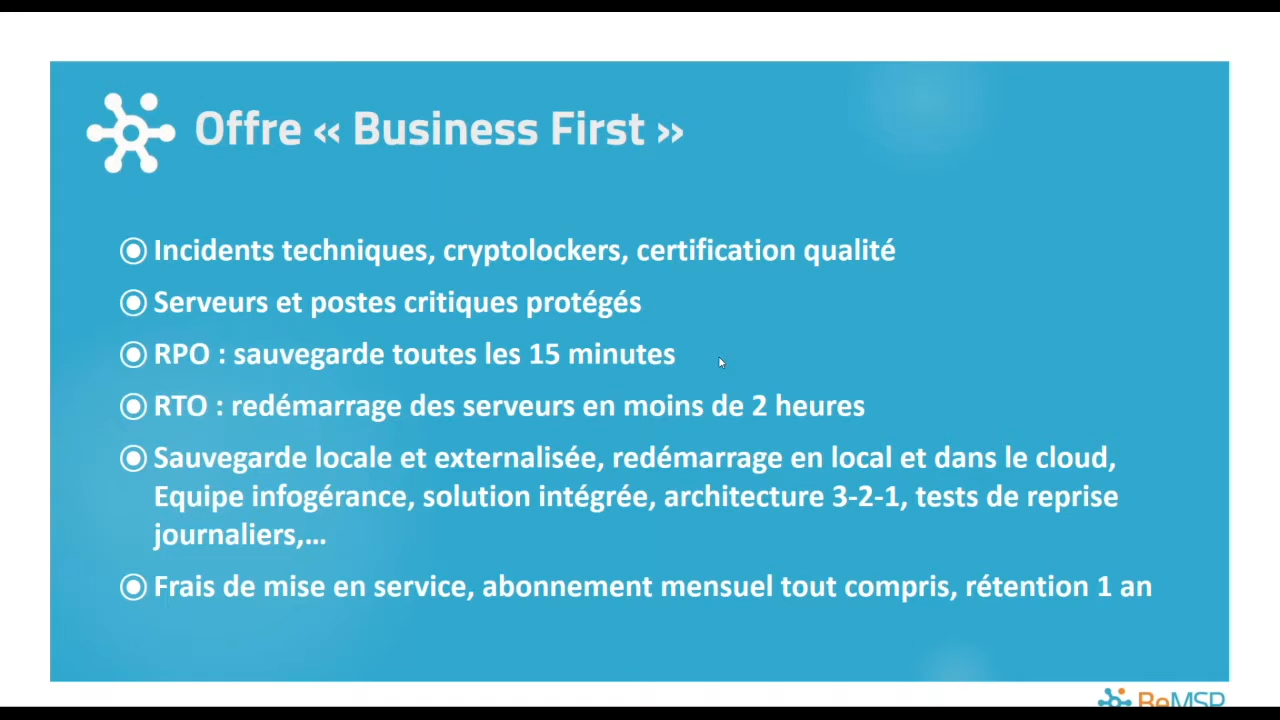 Offre « Business First »
Incidents techniques, cryptolockers, certification qualité
Serveurs et postes critiques protégés
RPO : sauvegarde toutes les 15 minutes
RTO : redémarrage des serveurs en moins de 2 heures
Sauvegarde locale et externalisée, redémarrage en local et dans le cloud,
Equipe infogérance, solution intégrée, architecture 3-2-1, tests de reprise
journaliers,...
Frais de mise en service, abonnement mensuel tout compris, rétention 1 an
BeMSP